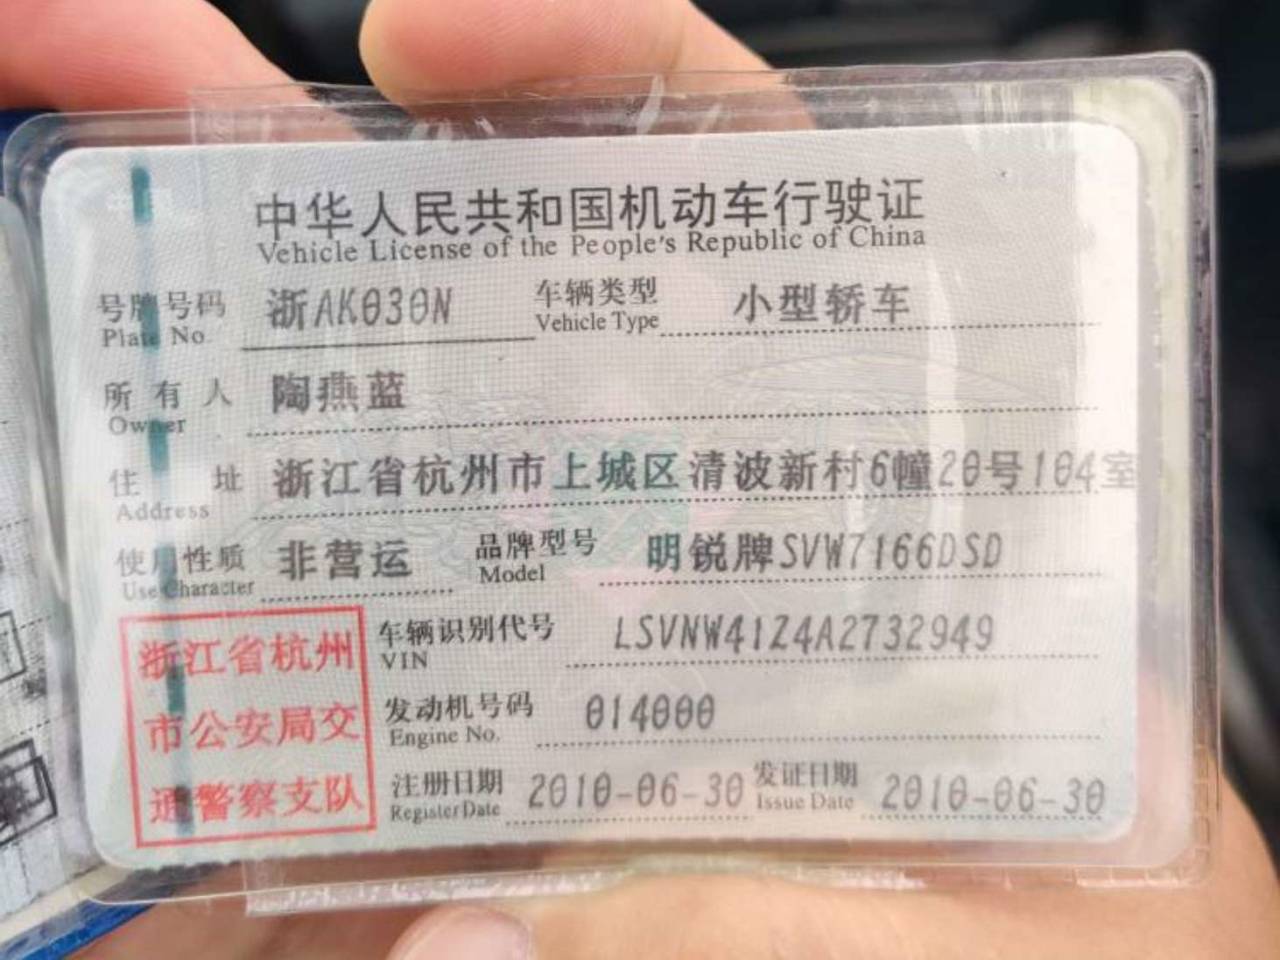 中华人民共和国机动车行驶证
Vehicle License of the People's Republic of China
号牌号码 浙AK030N 车辆类型 小型轿车
Plate No. Vehicle Type
所有人 陶燕蓝
Owner
住址 浙江省杭州市上城区清波新村6幢20号104室
Address
使用性质 非营运 品牌型号 明锐牌SVW7166DSD
Use Character Model
浙江省杭州 车辆识别代号 LSVNW41Z4A2732949
VIN
市公安局交 发动机号码 014000
Engine No.
通警察支队 注册日期 2010-06-30 发证日期 2010-06-30
Register Date Issue Date